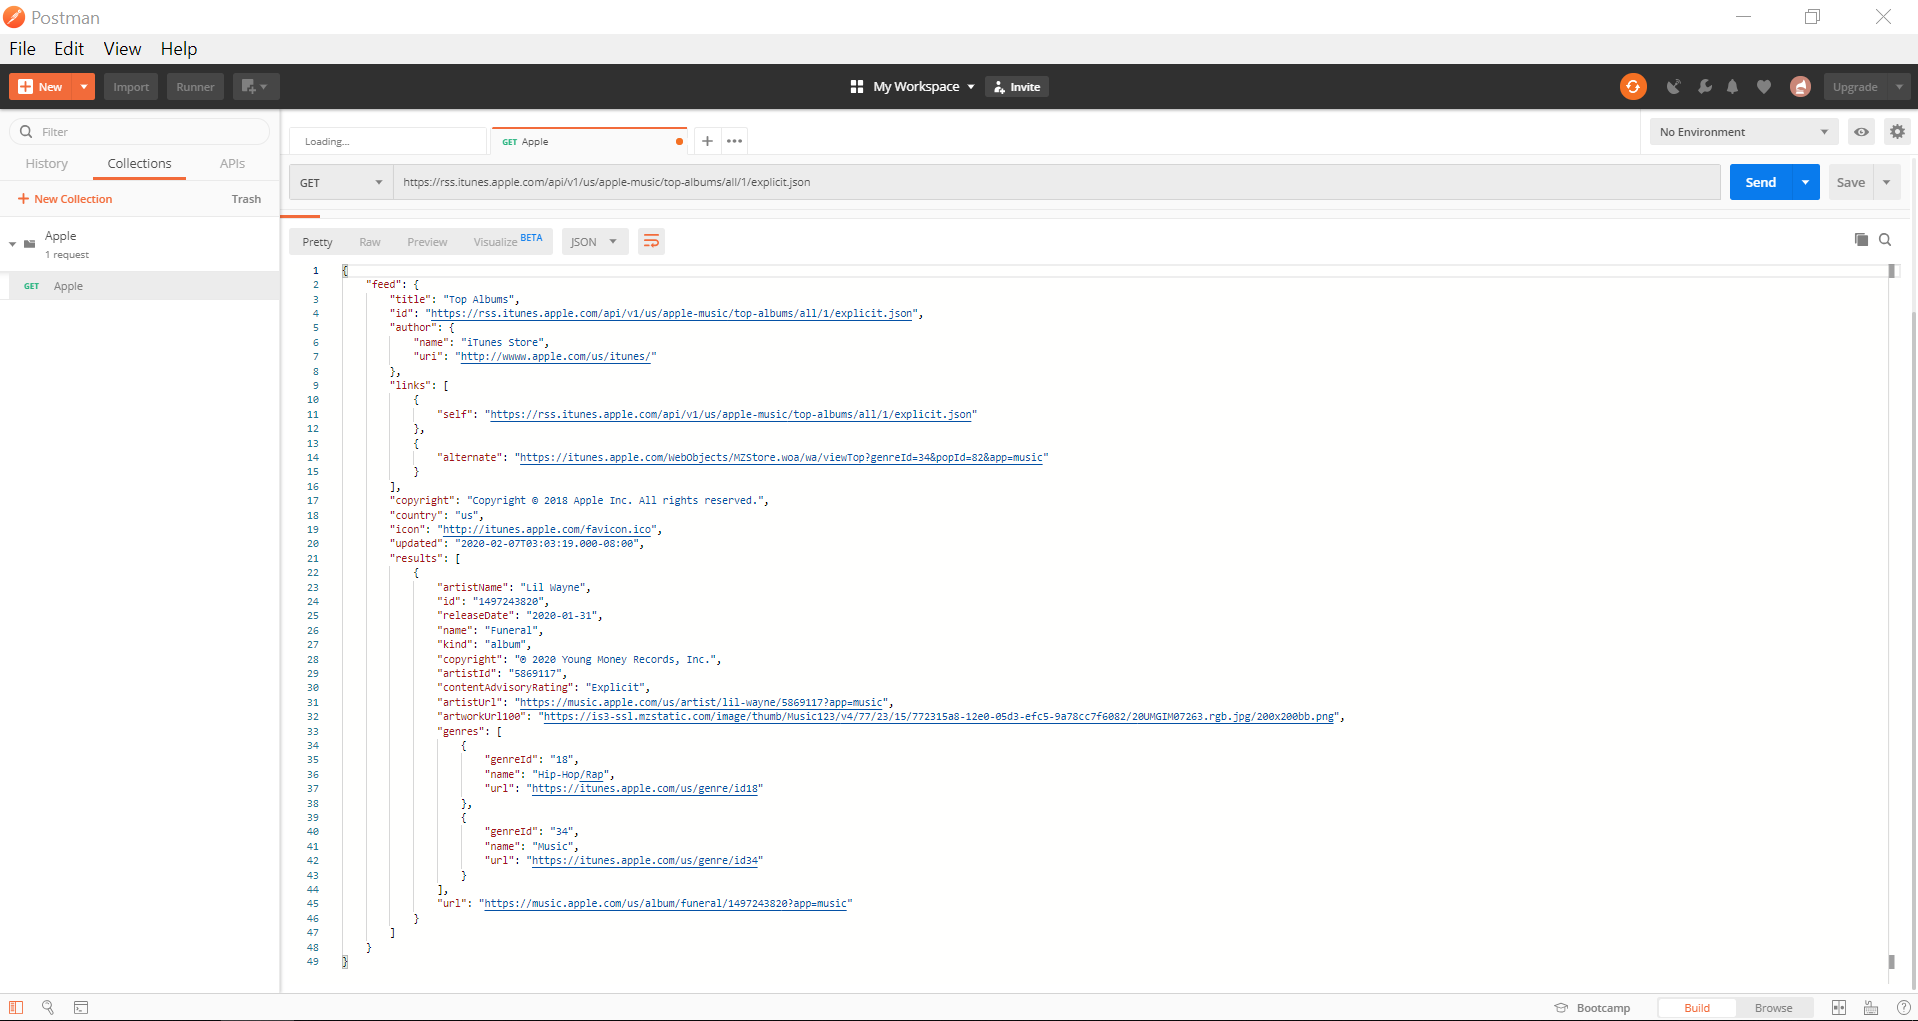 Postman
File Edit View Help
New Import Runner My Workspace Invite Upgrade
Filter
History Collections APIs
+ New Collection Trash
Apple
1 request
GET Apple
Loading... GET Apple + ••• No Environment
GET https://rss.itunes.apple.com/api/v1/us/apple-music/top-albums/all/1/explicit.json Send Save
Pretty Raw Preview Visualize BETA JSON
1 {
2 "feed": {
3 "title": "Top Albums",
4 "id": "https://rss.itunes.apple.com/api/v1/us/apple-music/top-albums/all/1/explicit.json",
5 "author": {
6 "name": "iTunes Store",
7 "uri": "http://wwww.apple.com/us/itunes/"
8 },
9 "links": [
10 {
11 "self": "https://rss.itunes.apple.com/api/v1/us/apple-music/top-albums/all/1/explicit.json"
12 },
13 {
14 "alternate": "https://itunes.apple.com/WebObjects/MZStore.woa/wa/viewTop?genreId=34&popId=82&app=music"
15 }
16 ],
17 "copyright": "Copyright © 2018 Apple Inc. All rights reserved.",
18 "country": "us",
19 "icon": "http://itunes.apple.com/favicon.ico",
20 "updated": "2020-02-07T03:03:19.000-08:00",
21 "results": [
22 {
23 "artistName": "Lil Wayne",
24 "id": "1497243820",
25 "releaseDate": "2020-01-31",
26 "name": "Funeral",
27 "kind": "album",
28 "copyright": "℗ 2020 Young Money Records, Inc.",
29 "artistId": "5869117",
30 "contentAdvisoryRating": "Explicit",
31 "artistUrl": "https://music.apple.com/us/artist/lil-wayne/5869117?app=music",
32 "artworkUrl100": "https://is3-ssl.mzstatic.com/image/thumb/Music123/v4/77/23/15/772315a8-12e0-05d3-efc5-9a78cc7f6082/20UMGIM07263.rgb.jpg/200x200bb.png",
33 "genres": [
34 {
35 "genreId": "18",
36 "name": "Hip-Hop/Rap",
37 "url": "https://itunes.apple.com/us/genre/id18"
38 },
39 {
40 "genreId": "34",
41 "name": "Music",
42 "url": "https://itunes.apple.com/us/genre/id34"
43 }
44 ],
45 "url": "https://music.apple.com/us/album/funeral/1497243820?app=music"
46 }
47 ]
48 }
49 }
Bootcamp Build Browse